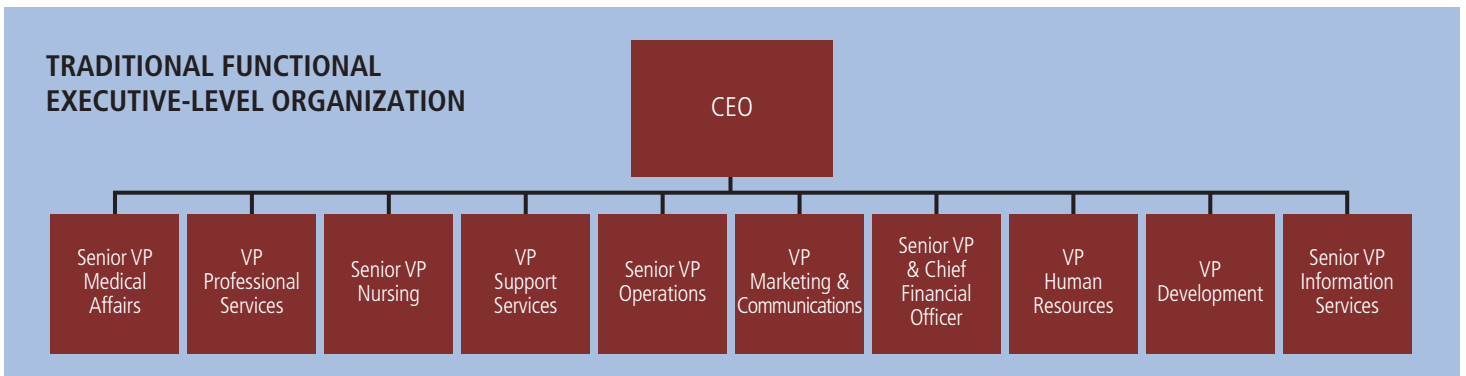 TRADITIONAL FUNCTIONAL
EXECUTIVE-LEVEL ORGANIZATION
CEO
Senior VP
Medical
Affairs
VP
Professional
Services
Senior VP
Nursing
VP
Support
Services
Senior VP
Operations
VP
Marketing &
Communications
Senior VP
& Chief
Financial
Officer
VP
Human
Resources
VP
Development
Senior VP
Information
Services